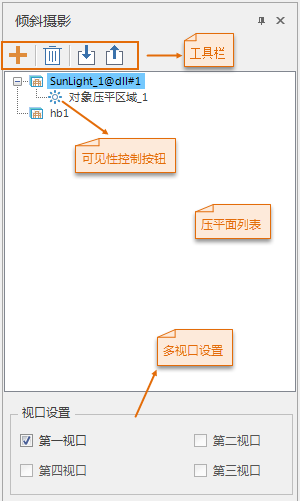 倾斜摄影
工具栏
SunLight_1@dll#1
对象压平区域_1
hb1
可见性控制按钮
压平面列表
多视口设置
视口设置
第一视口
第二视口
第四视口
第三视口